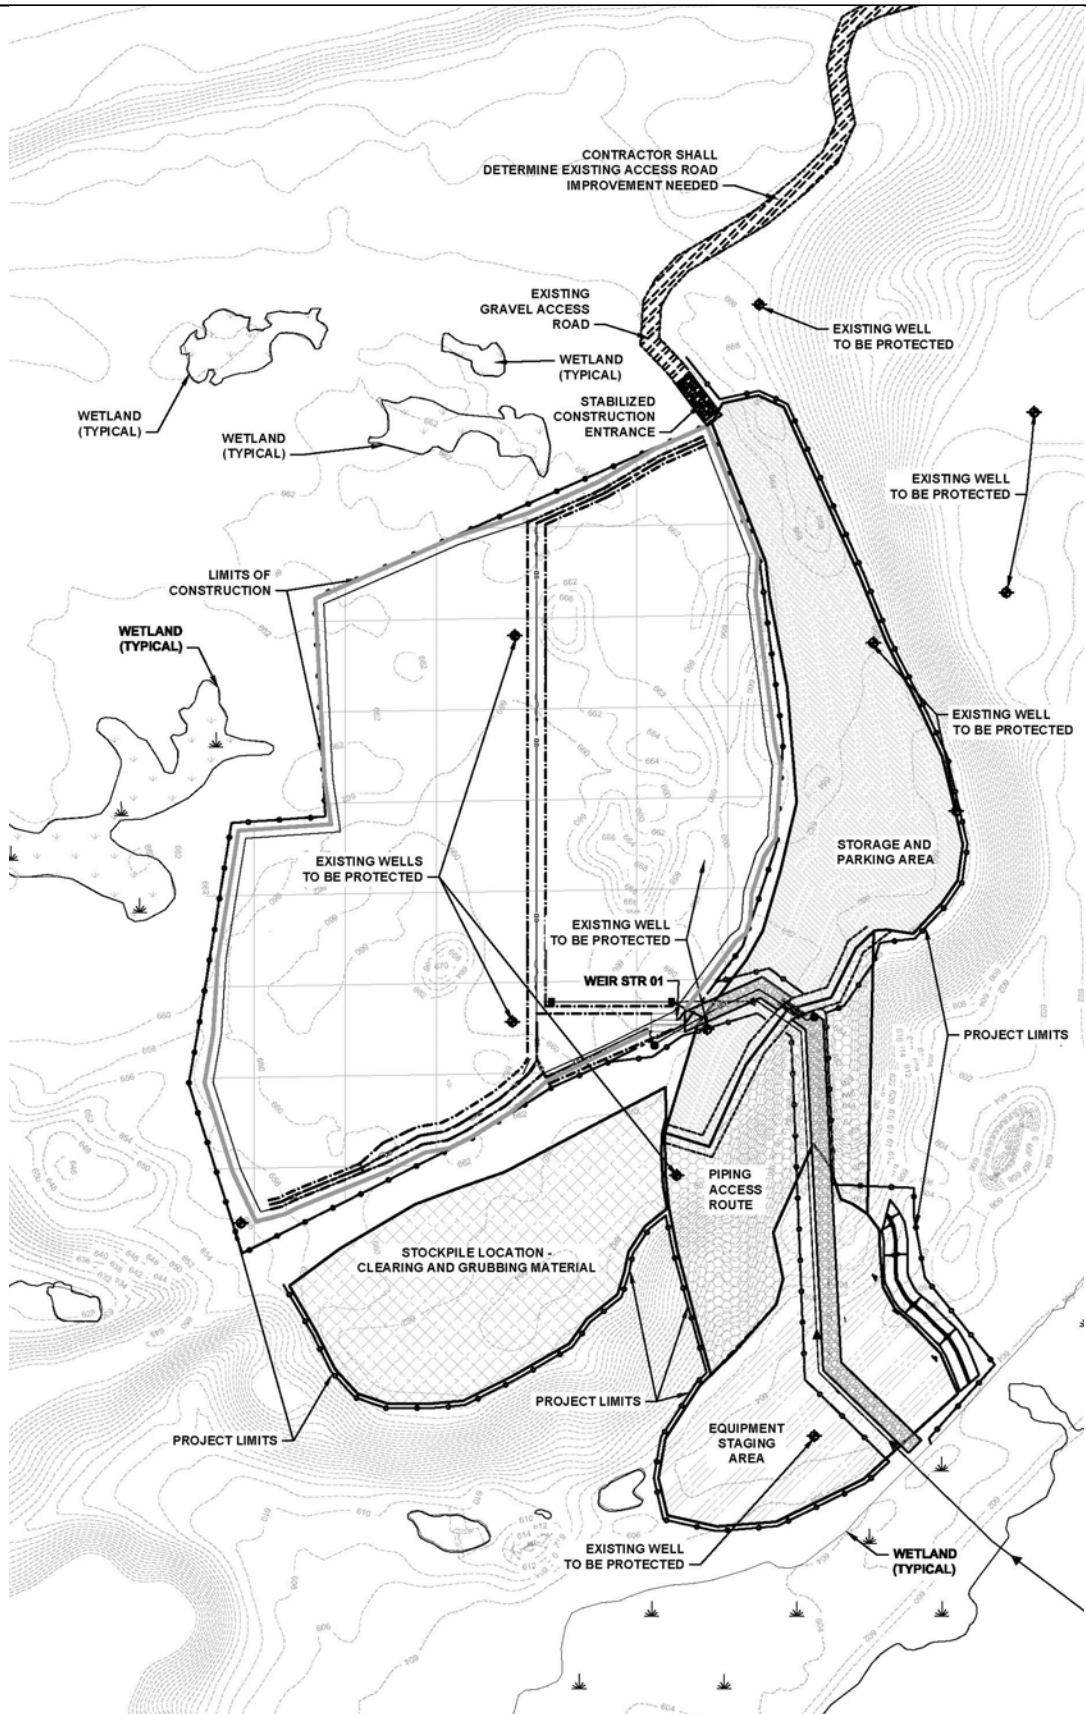 CONTRACTOR SHALL
DETERMINE EXISTING ACCESS ROAD
IMPROVEMENT NEEDED
EXISTING
GRAVEL ACCESS
ROAD
EXISTING WELL
TO BE PROTECTED
WETLAND
(TYPICAL)
STABILIZED
CONSTRUCTION
ENTRANCE
WETLAND
(TYPICAL)
WETLAND
(TYPICAL)
EXISTING WELL
TO BE PROTECTED
LIMITS OF
CONSTRUCTION
WETLAND
(TYPICAL)
EXISTING WELL
TO BE PROTECTED
STORAGE AND
PARKING AREA
EXISTING WELLS
TO BE PROTECTED
EXISTING WELL
TO BE PROTECTED
WEIR STR 01
PROJECT LIMITS
PIPING
ACCESS
ROUTE
STOCKPILE LOCATION -
CLEARING AND GRUBBING MATERIAL
PROJECT LIMITS
PROJECT LIMITS
EQUIPMENT
STAGING
AREA
EXISTING WELL
TO BE PROTECTED
WETLAND
(TYPICAL)